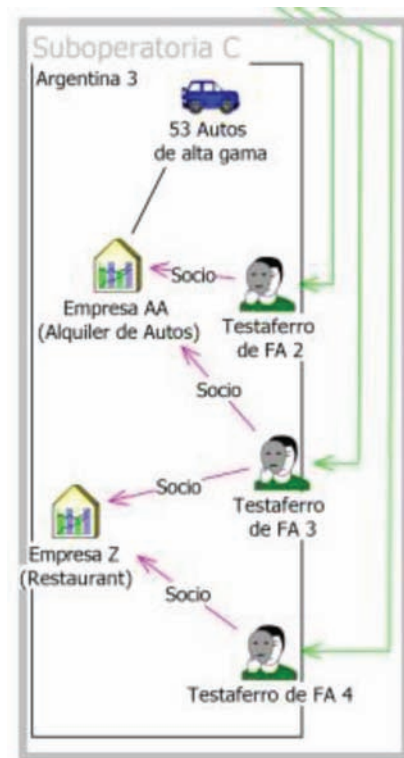 Suboperatoria C
Argentina 3
53 Autos
de alta gama
Socio
Empresa AA
(Alquiler de Autos)
Testaferro
de FA 2
Socio
Socio
Testaferro
de FA 3
Empresa Z
(Restaurant)
Socio
Testaferro de FA 4